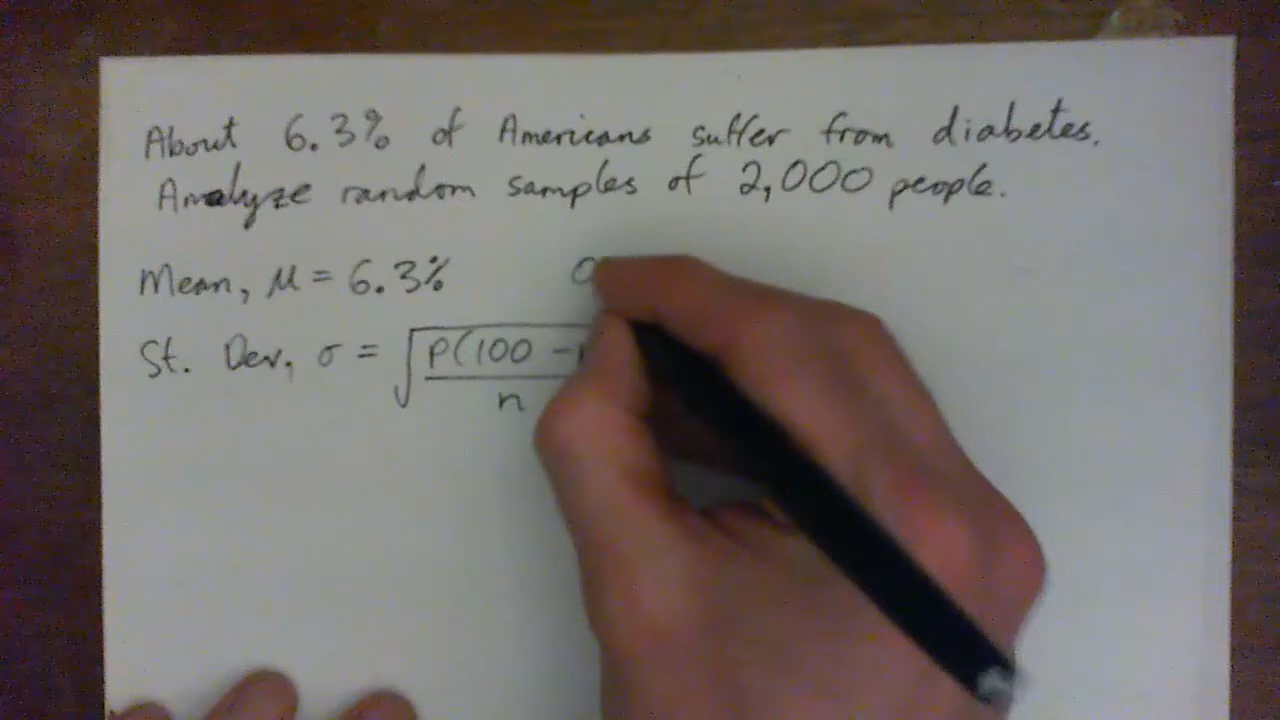 About 6.3% of Americans suffer from diabetes.
Analyze random samples of 2,000 people.
Mean, μ = 6.3%
St. Dev, σ = √P(100 -
n